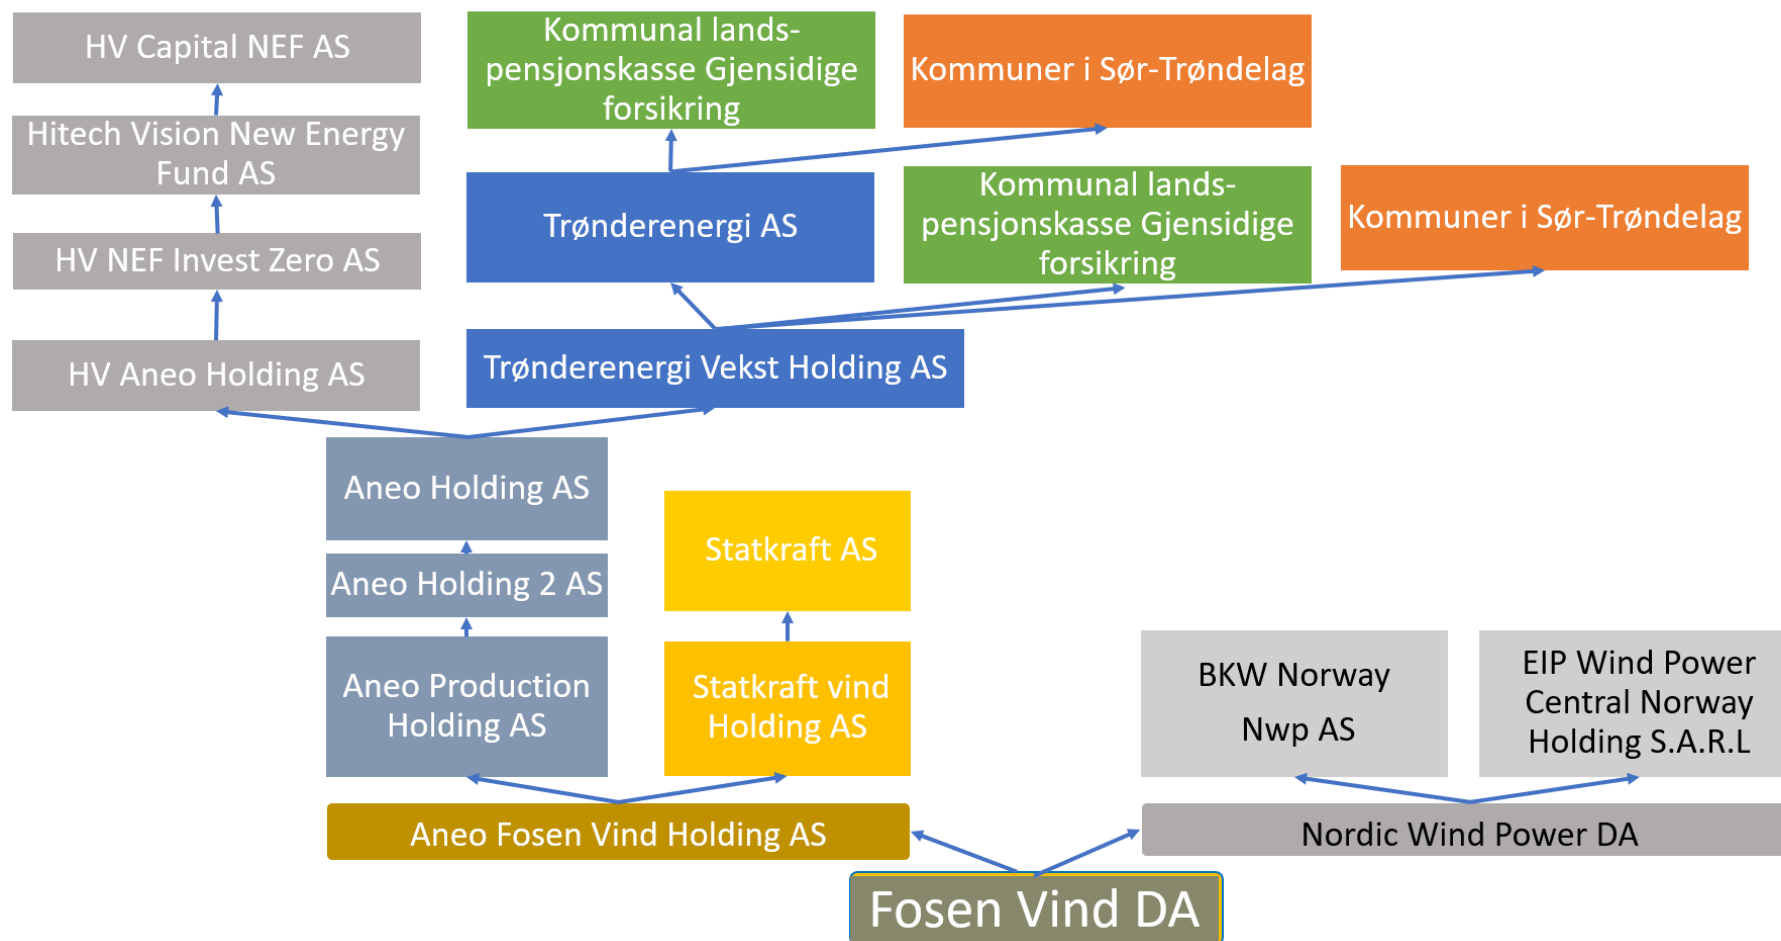 HV Capital NEF AS
Kommunal lands-
pensjonskasse Gjensidige
forsikring
Kommuner i Sør-Trøndelag
Hitech Vision New Energy
Fund AS
Trønderenergi AS
Kommunal lands-
pensjonskasse Gjensidige
forsikring
Kommuner i Sør-Trøndelag
HV NEF Invest Zero AS
HV Aneo Holding AS
Trønderenergi Vekst Holding AS
Aneo Holding AS
Statkraft AS
Aneo Holding 2 AS
Aneo Production
Holding AS
Statkraft vind
Holding AS
BKW Norway
Nwp AS
EIP Wind Power
Central Norway
Holding S.A.R.L
Aneo Fosen Vind Holding AS
Nordic Wind Power DA
Fosen Vind DA